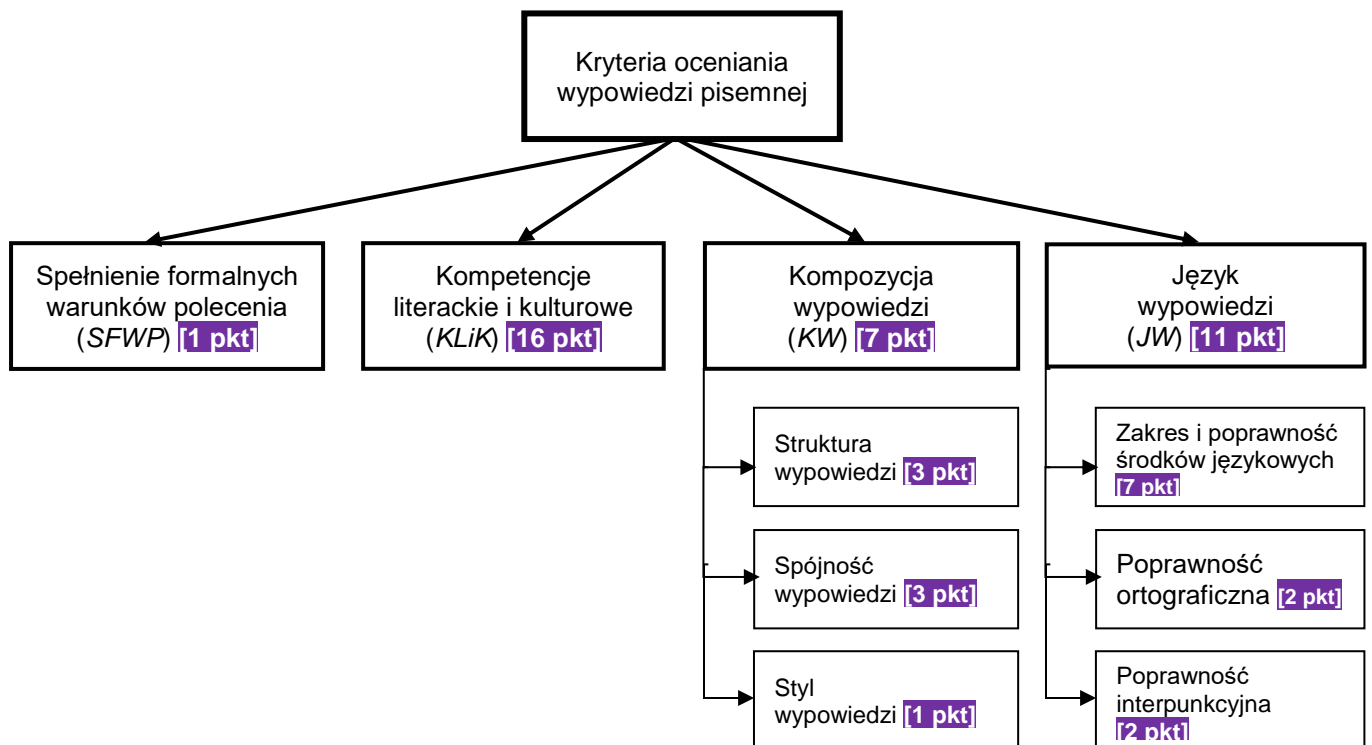 Kryteria oceniania
wypowiedzi pisemnej
Spełnienie formalnych
warunków polecenia
(SFWP) [1 pkt]
Kompetencje
literackie i kulturowe
(KLiK) [16 pkt]
Kompozycja
wypowiedzi
(KW) [7 pkt]
Język
wypowiedzi
(JW) [11 pkt]
Struktura
wypowiedzi [3 pkt]
Spójność
wypowiedzi [3 pkt]
Styl
wypowiedzi [1 pkt]
Zakres i poprawność
środków językowych
[7 pkt]
Poprawność
ortograficzna [2 pkt]
Poprawność
interpunkcyjna
[2 pkt]